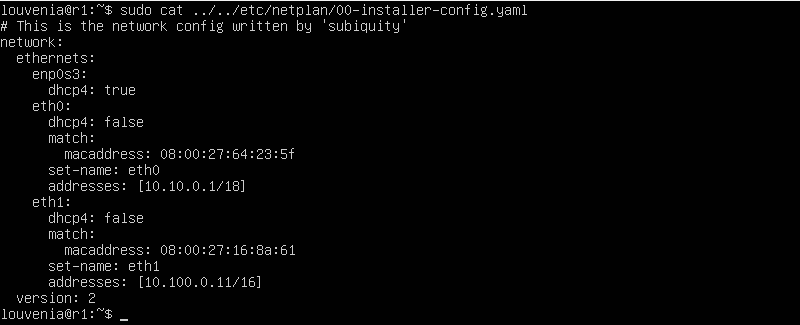 louvenia@r1:~$ sudo cat ../../etc/netplan/00-installer-config.yaml
# This is the network config written by 'subiquity'
network:
  ethernets:
    enp0s3:
      dhcp4: true
    eth0:
      dhcp4: false
      match:
        macaddress: 08:00:27:64:23:5f
      set-name: eth0
      addresses: [10.10.0.1/18]
    eth1:
      dhcp4: false
      match:
        macaddress: 08:00:27:16:8a:61
      set-name: eth1
      addresses: [10.100.0.11/16]
  version: 2
louvenia@r1:~$ _